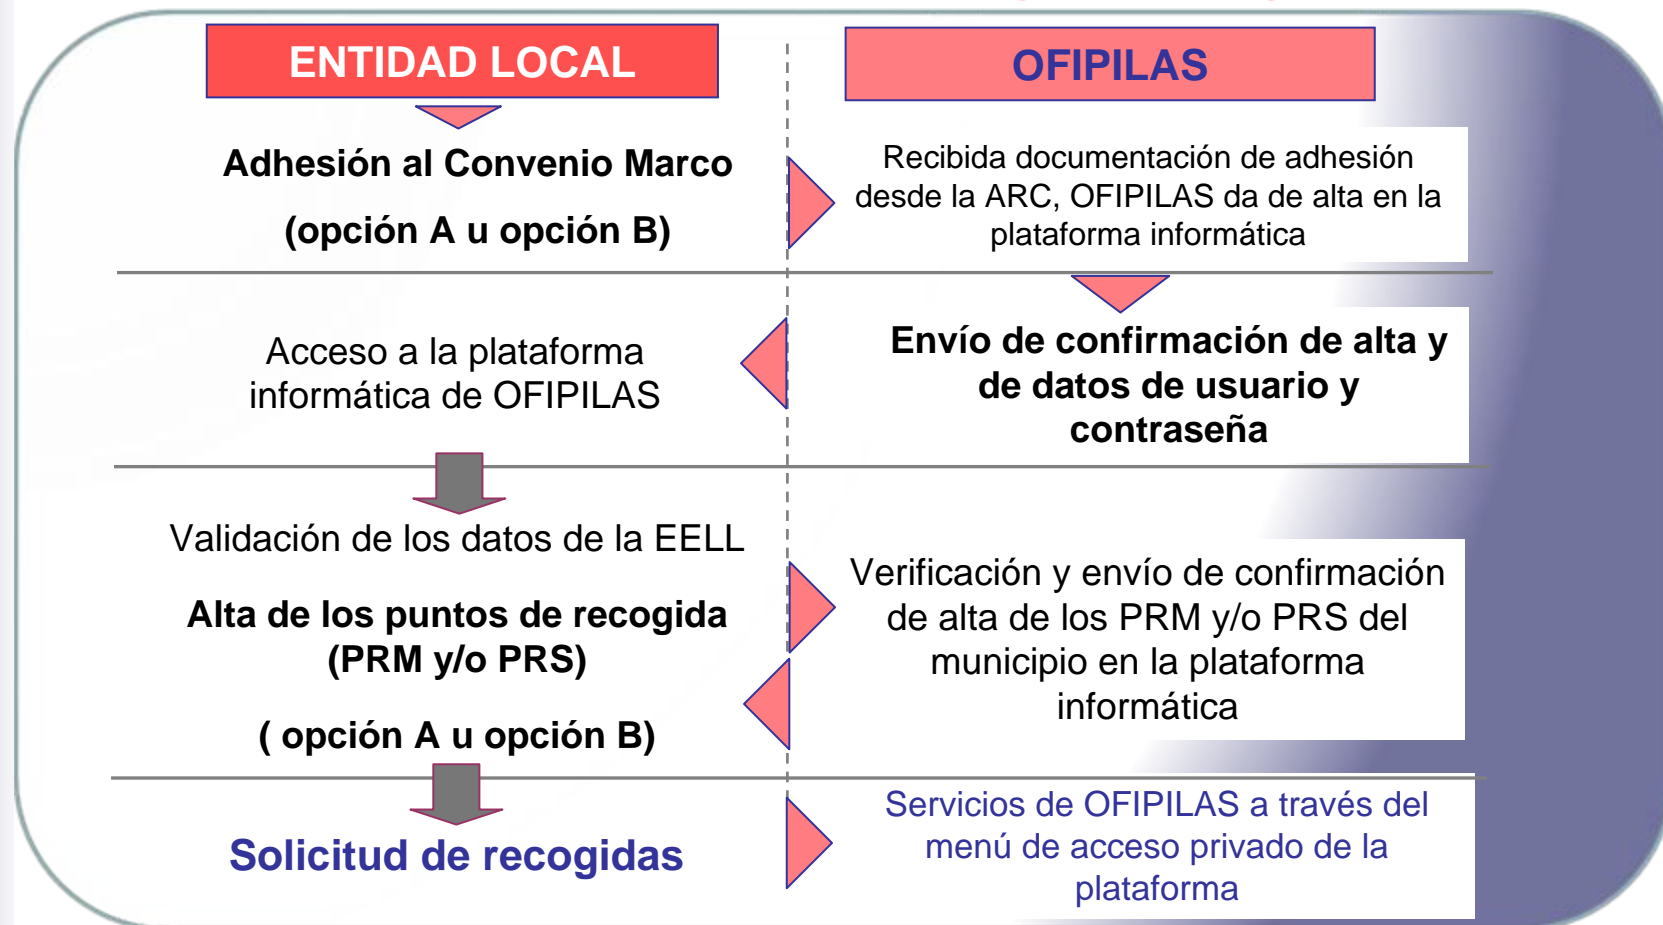 ENTIDAD LOCAL
OFIPILAS
Adhesión al Convenio Marco
(opción A u opción B)
Recibida documentación de adhesión
desde la ARC, OFIPILAS da de alta en la
plataforma informática
Acceso a la plataforma
informática de OFIPILAS
Envío de confirmación de alta y
de datos de usuario y
contraseña
Validación de los datos de la EELL
Alta de los puntos de recogida
(PRM y/o PRS)
( opción A u opción B)
Verificación y envío de confirmación
de alta de los PRM y/o PRS del
municipio en la plataforma
informática
Solicitud de recogidas
Servicios de OFIPILAS a través del
menú de acceso privado de la
plataforma